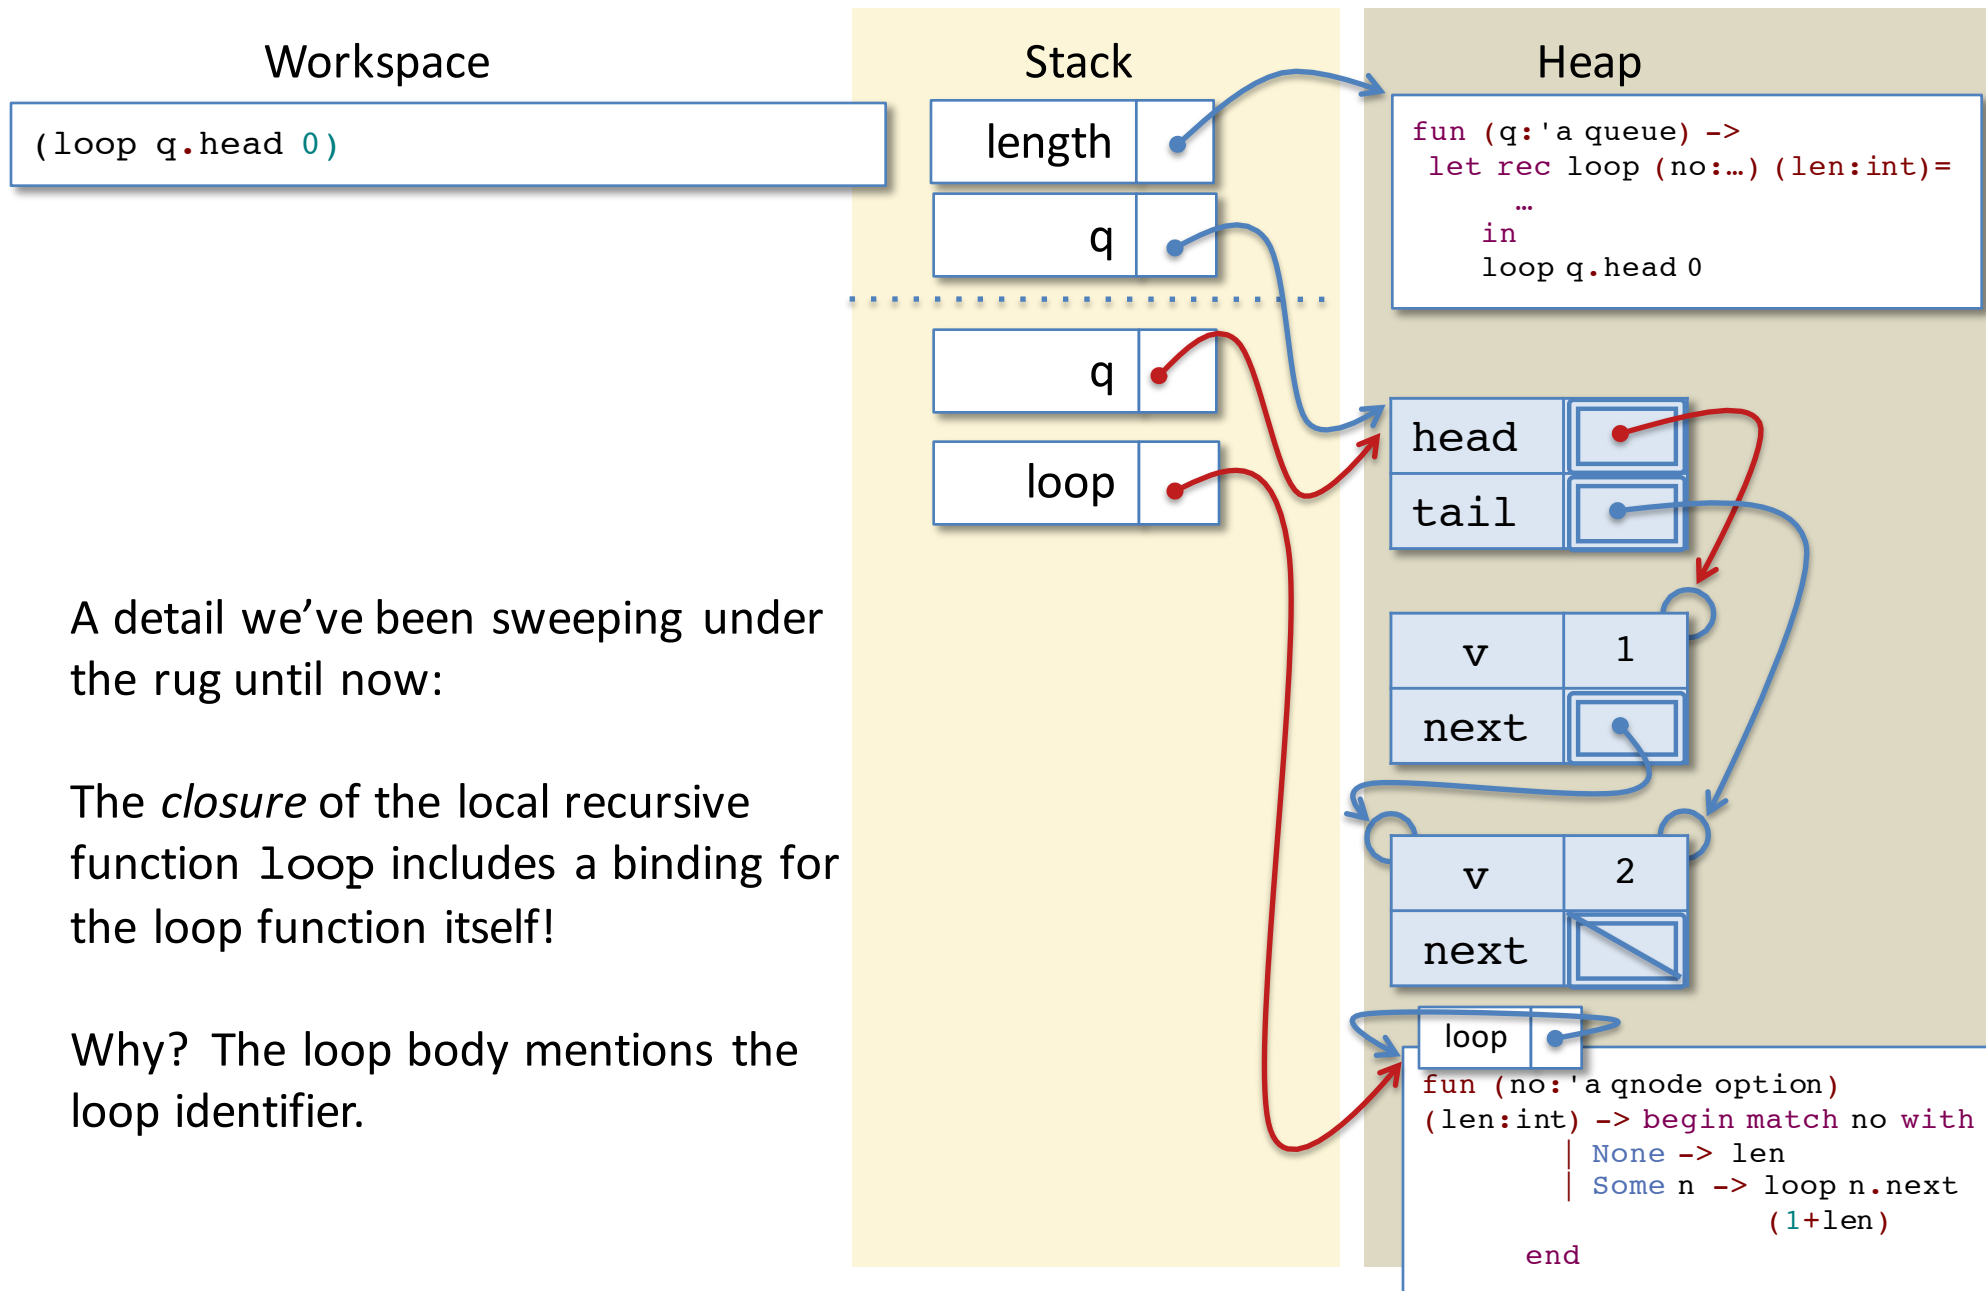 Workspace
Stack
Heap
(loop q.head 0)
length
q
q
loop
fun (q:'a queue) ->
let rec loop (no:…) (len:int)=
…
in
loop q.head 0
head
tail
v 1
next
v 2
next
loop
fun (no:'a qnode option)
(len:int) -> begin match no with
| None -> len
| Some n -> loop n.next
(1+len)
end
A detail we’ve been sweeping under
the rug until now:
The closure of the local recursive
function loop includes a binding for
the loop function itself!
Why? The loop body mentions the
loop identifier.